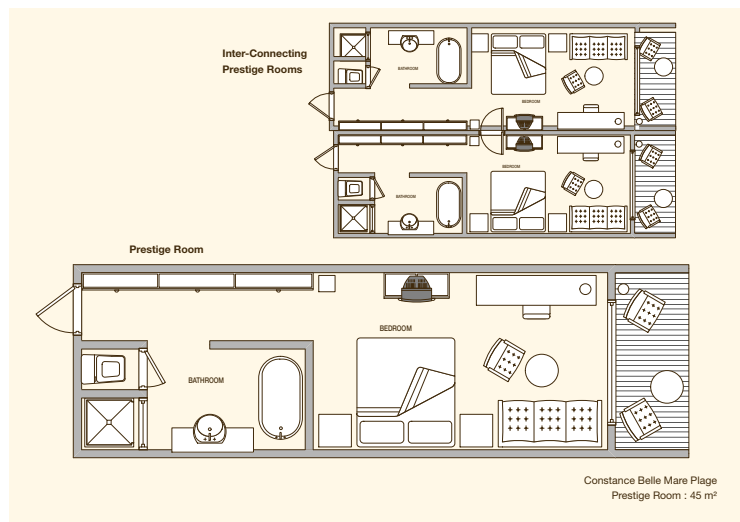 Inter-Connecting
Prestige Rooms
BATHROOM
BEDROOM
BEDROOM
BATHROOM
Prestige Room
BEDROOM
BATHROOM
Constance Belle Mare Plage
Prestige Room : 45 m²